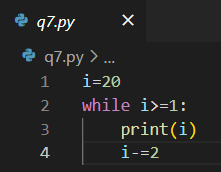 q7.py ×
q7.py > ...
1 i=20
2 while i>=1:
3     print(i)
4     i-=2